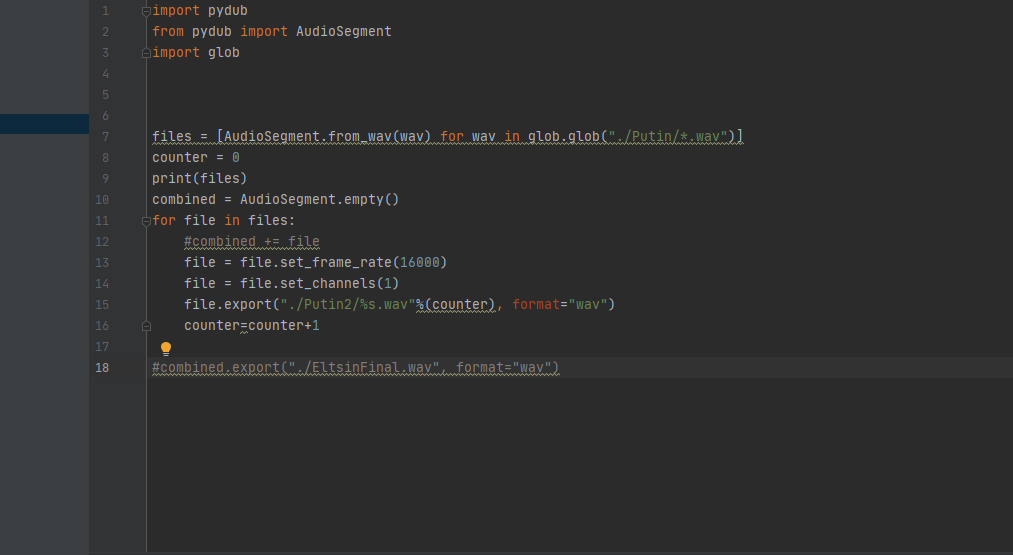 1 import pydub
2 from pydub import AudioSegment
3 import glob
4
5
6
7 files = [AudioSegment.from_wav(wav) for wav in glob.glob("./Putin/*.wav")]
8 counter = 0
9 print(files)
10 combined = AudioSegment.empty()
11 for file in files:
12     #combined += file
13     file = file.set_frame_rate(16000)
14     file = file.set_channels(1)
15     file.export("./Putin2/%s.wav"%(counter), format="wav")
16     counter=counter+1
17
18 #combined.export("./EltsinFinal.wav", format="wav")